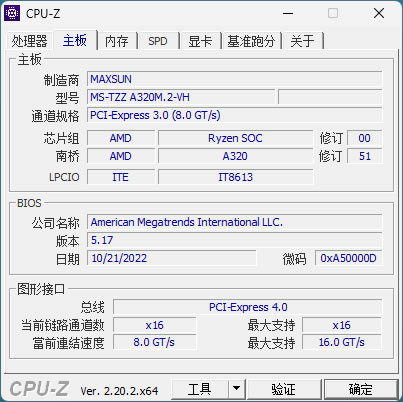 CPU-Z
处理器 主板 内存 SPD 显卡 基准跑分 关于
主板
制造商 MAXSUN
型号 MS-TZZ A320M.2-VH
通道规格 PCI-Express 3.0 (8.0 GT/s)
芯片组 AMD Ryzen SOC 修订 00
南桥 AMD A320 修订 51
LPCIO ITE IT8613
BIOS
公司名称 American Megatrends International LLC.
版本 5.17
日期 10/21/2022 微码 0xA50000D
图形接口
总线 PCI-Express 4.0
当前链路通道数 x16 最大支持 x16
當前連結速度 8.0 GT/s 最大支持 16.0 GT/s
CPU-Z Ver. 2.20.2.x64 工具 验证 确定